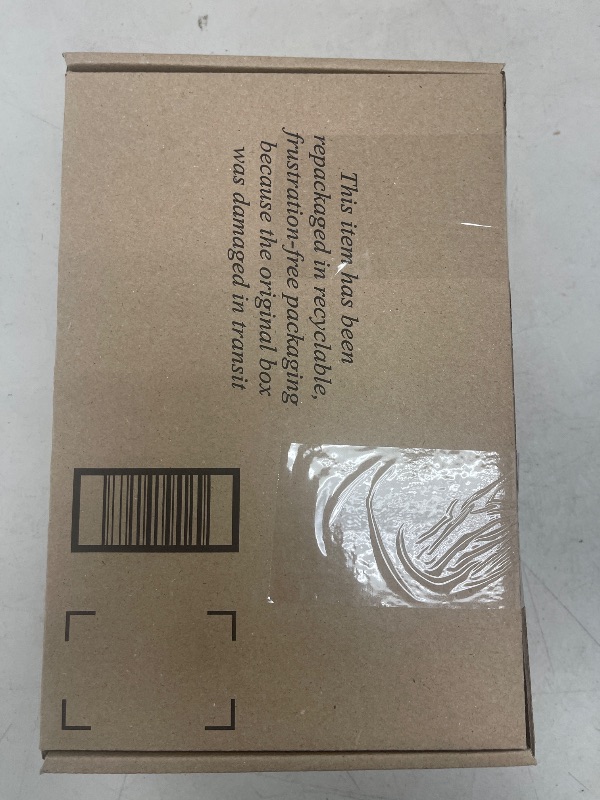 This item has been
repackaged in recyclable,
frustration-free packaging
because the original box
was damaged in transit